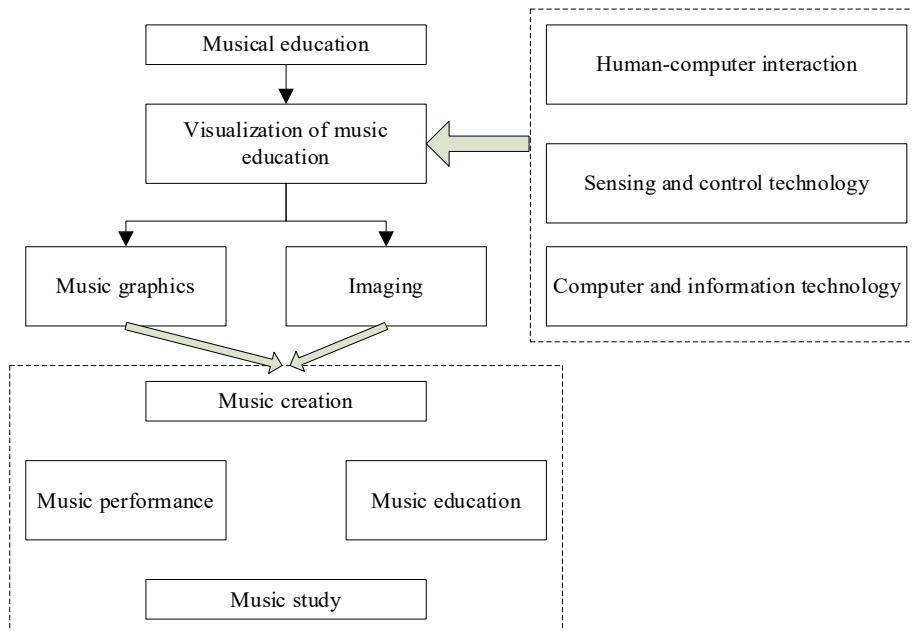 Musical education
Human-computer interaction
Visualization of music
education
Sensing and control technology
Music graphics
Imaging
Computer and information technology
Music creation
Music performance
Music education
Music study